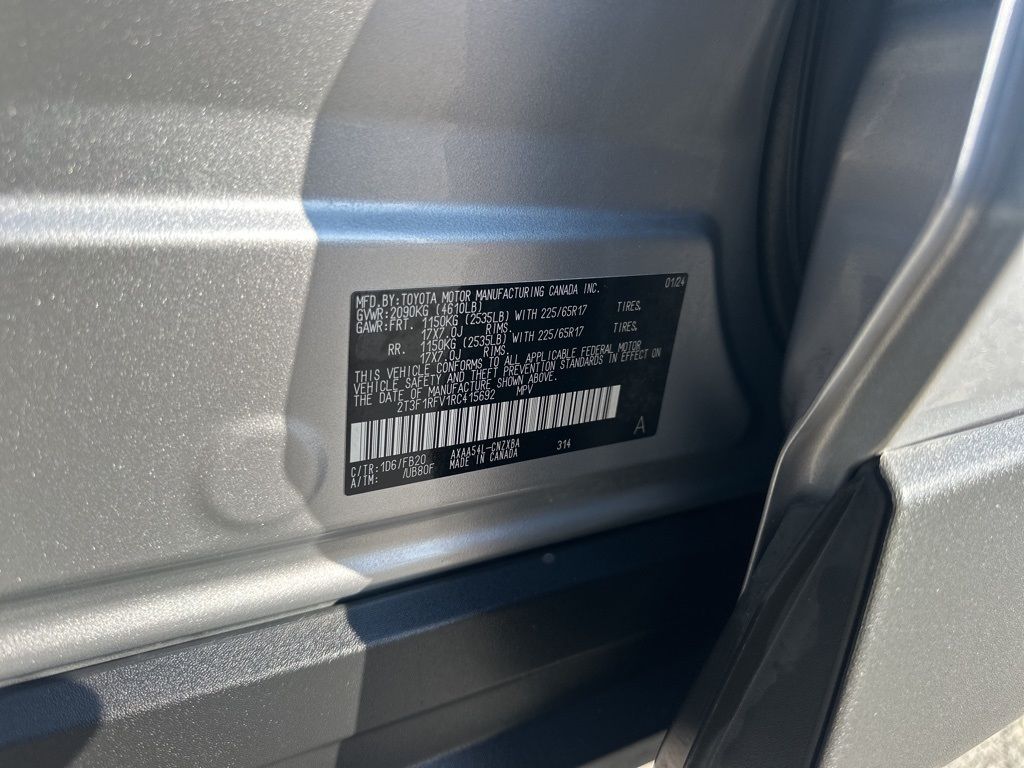 MFD.BY:TOYOTA MOTOR MANUFACTURING CANADA INC. 01/24
GVWR:2090KG (4610LB)
GAWR:FRT. 1150KG (2535LB) WITH 225/65R17 TIRES,
17X7.0J RIMS.
RR. 1150KG (2535LB) WITH 225/65R17 TIRES,
17X7.0J RIMS.
THIS VEHICLE CONFORMS TO ALL APPLICABLE FEDERAL MOTOR
VEHICLE SAFETY AND THEFT PREVENTION STANDARDS IN EFFECT ON
THE DATE OF MANUFACTURE SHOWN ABOVE.
2T3F1RFV1RC415692 MPV
C/TR:1D6/FB20 AXAA54L-CNZXBA 314 A
A/TM: /UB80F MADE IN CANADA